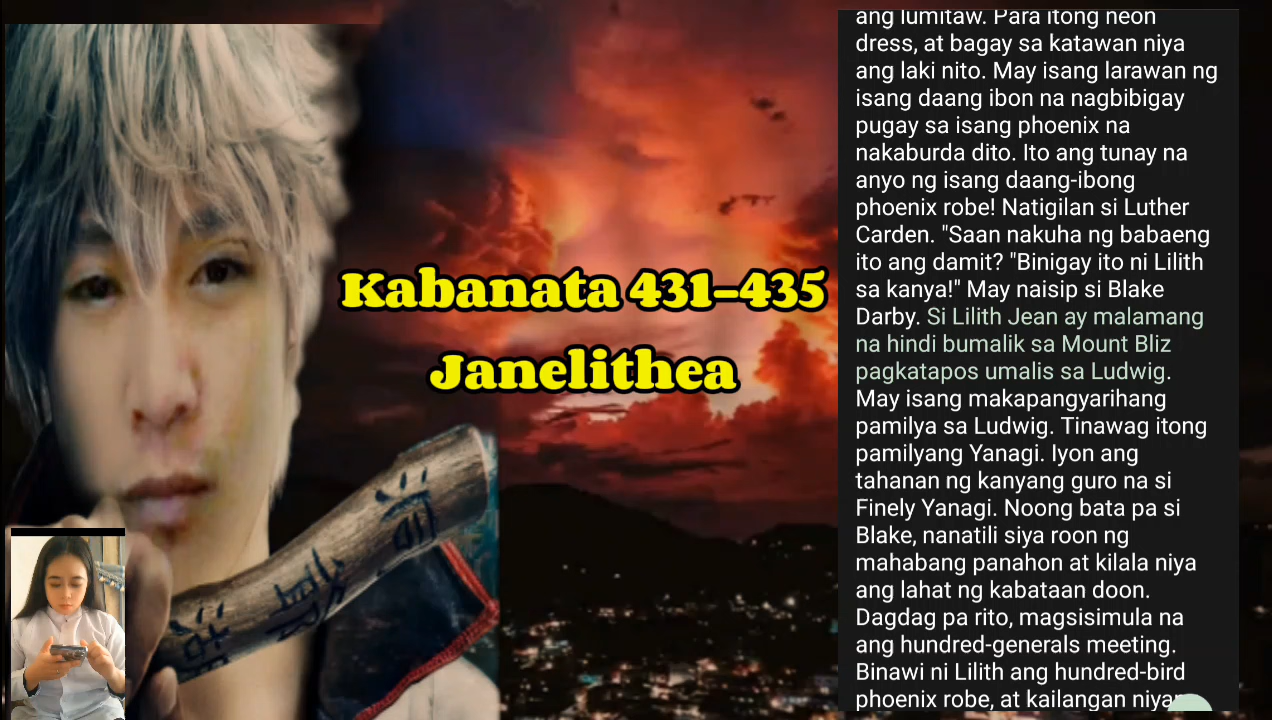 Kabanata 431-435
Janelithea
ang lumitaw. Para itong neon
dress, at bagay sa katawan niya
ang laki nito. May isang larawan ng
isang daang ibon na nagbibigay
pugay sa isang phoenix na
nakaburda dito. Ito ang tunay na
anyo ng isang daang-ibong
phoenix robe! Natigilan si Luther
Carden. "Saan nakuha ng babaeng
ito ang damit? "Binigay ito ni Lilith
sa kanya!" May naisip si Blake
Darby. Si Lilith Jean ay malamang
na hindi bumalik sa Mount Bliz
pagkatapos umalis sa Ludwig.
May isang makapangyarihang
pamilya sa Ludwig. Tinawag itong
pamilyang Yanagi. Iyon ang
tahanan ng kanyang guro na si
Finely Yanagi. Noong bata pa si
Blake, nanatili siya roon ng
mahabang panahon at kilala niya
ang lahat ng kabataan doon.
Dagdag pa rito, magsisimula na
ang hundred-generals meeting.
Binawi ni Lilith ang hundred-bird
phoenix robe, at kailangan niyang